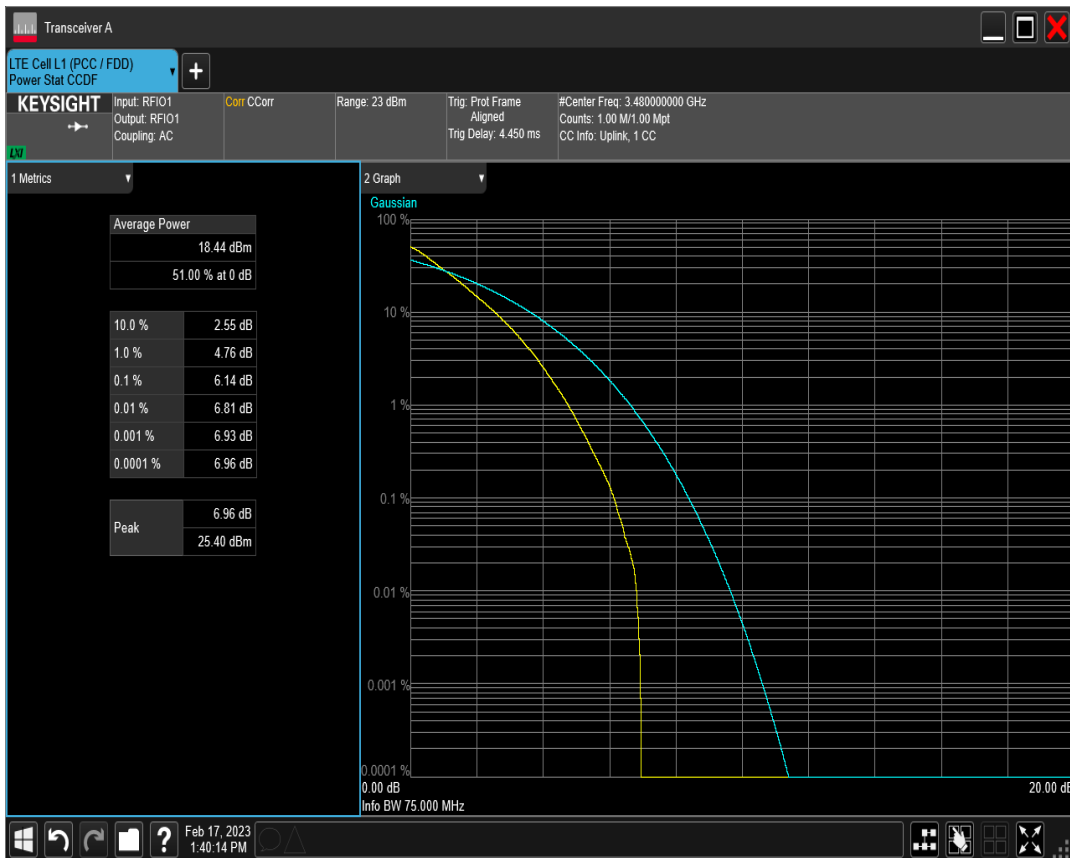 Transceiver A
LTE Cell L1 (PCC / FDD)
Power Stat CCDF
KEYSIGHT
LXI
Input: RFIO1
Output: RFIO1
Coupling: AC
Corr CCorr
Range: 23 dBm
Trig: Prot Frame
Aligned
Trig Delay: 4.450 ms
#Center Freq: 3.480000000 GHz
Counts: 1.00 M/1.00 Mpt
CC Info: Uplink, 1 CC
1 Metrics
Average Power
18.44 dBm
51.00 % at 0 dB
10.0 % 2.55 dB
1.0 % 4.76 dB
0.1 % 6.14 dB
0.01 % 6.81 dB
0.001 % 6.93 dB
0.0001 % 6.96 dB
Peak
6.96 dB
25.40 dBm
2 Graph
Gaussian
100 %
10 %
1 %
0.1 %
0.01 %
0.001 %
0.0001 %
0.00 dB 20.00 dB
Info BW 75.000 MHz
? Feb 17, 2023
1:40:14 PM